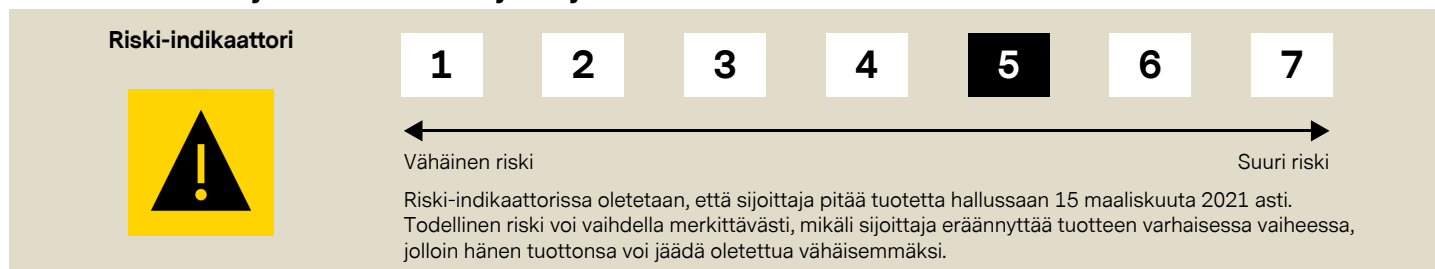 Riski-indikaattori
1 2 3 4 5 6 7
Vähäinen riski Suuri riski
Riski-indikaattorissa oletetaan, että sijoittaja pitää tuotetta hallussaan 15 maaliskuuta 2021 asti.
Todellinen riski voi vaihdella merkittävästi, mikäli sijoittaja eräännyttää tuotteen varhaisessa vaiheessa,
jolloin hänen tuottonsa voi jäädä oletettua vähäisemmäksi.